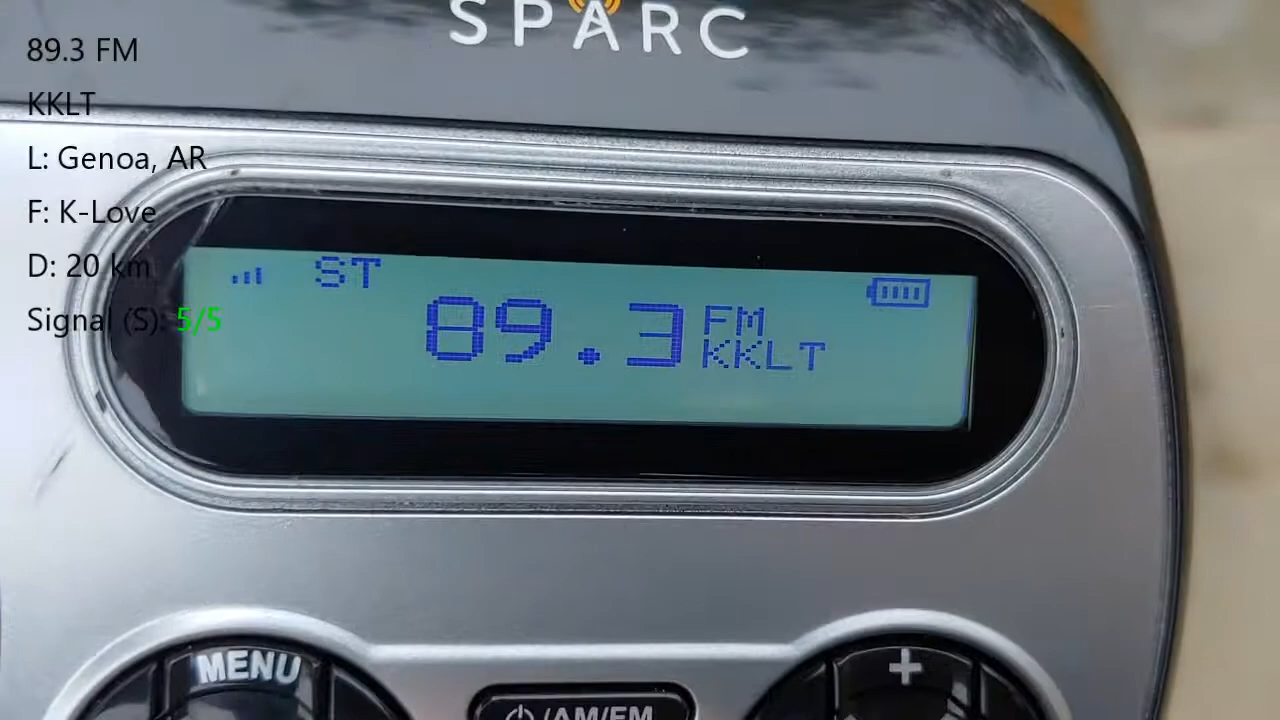 SPARC
89.3 FM
KKLT
L: Genoa, AR
F: K-Love
D: 20 km
Signal (S): 5/5
ST
89.3 FM
KKLT
MENU
+
/AM/FM